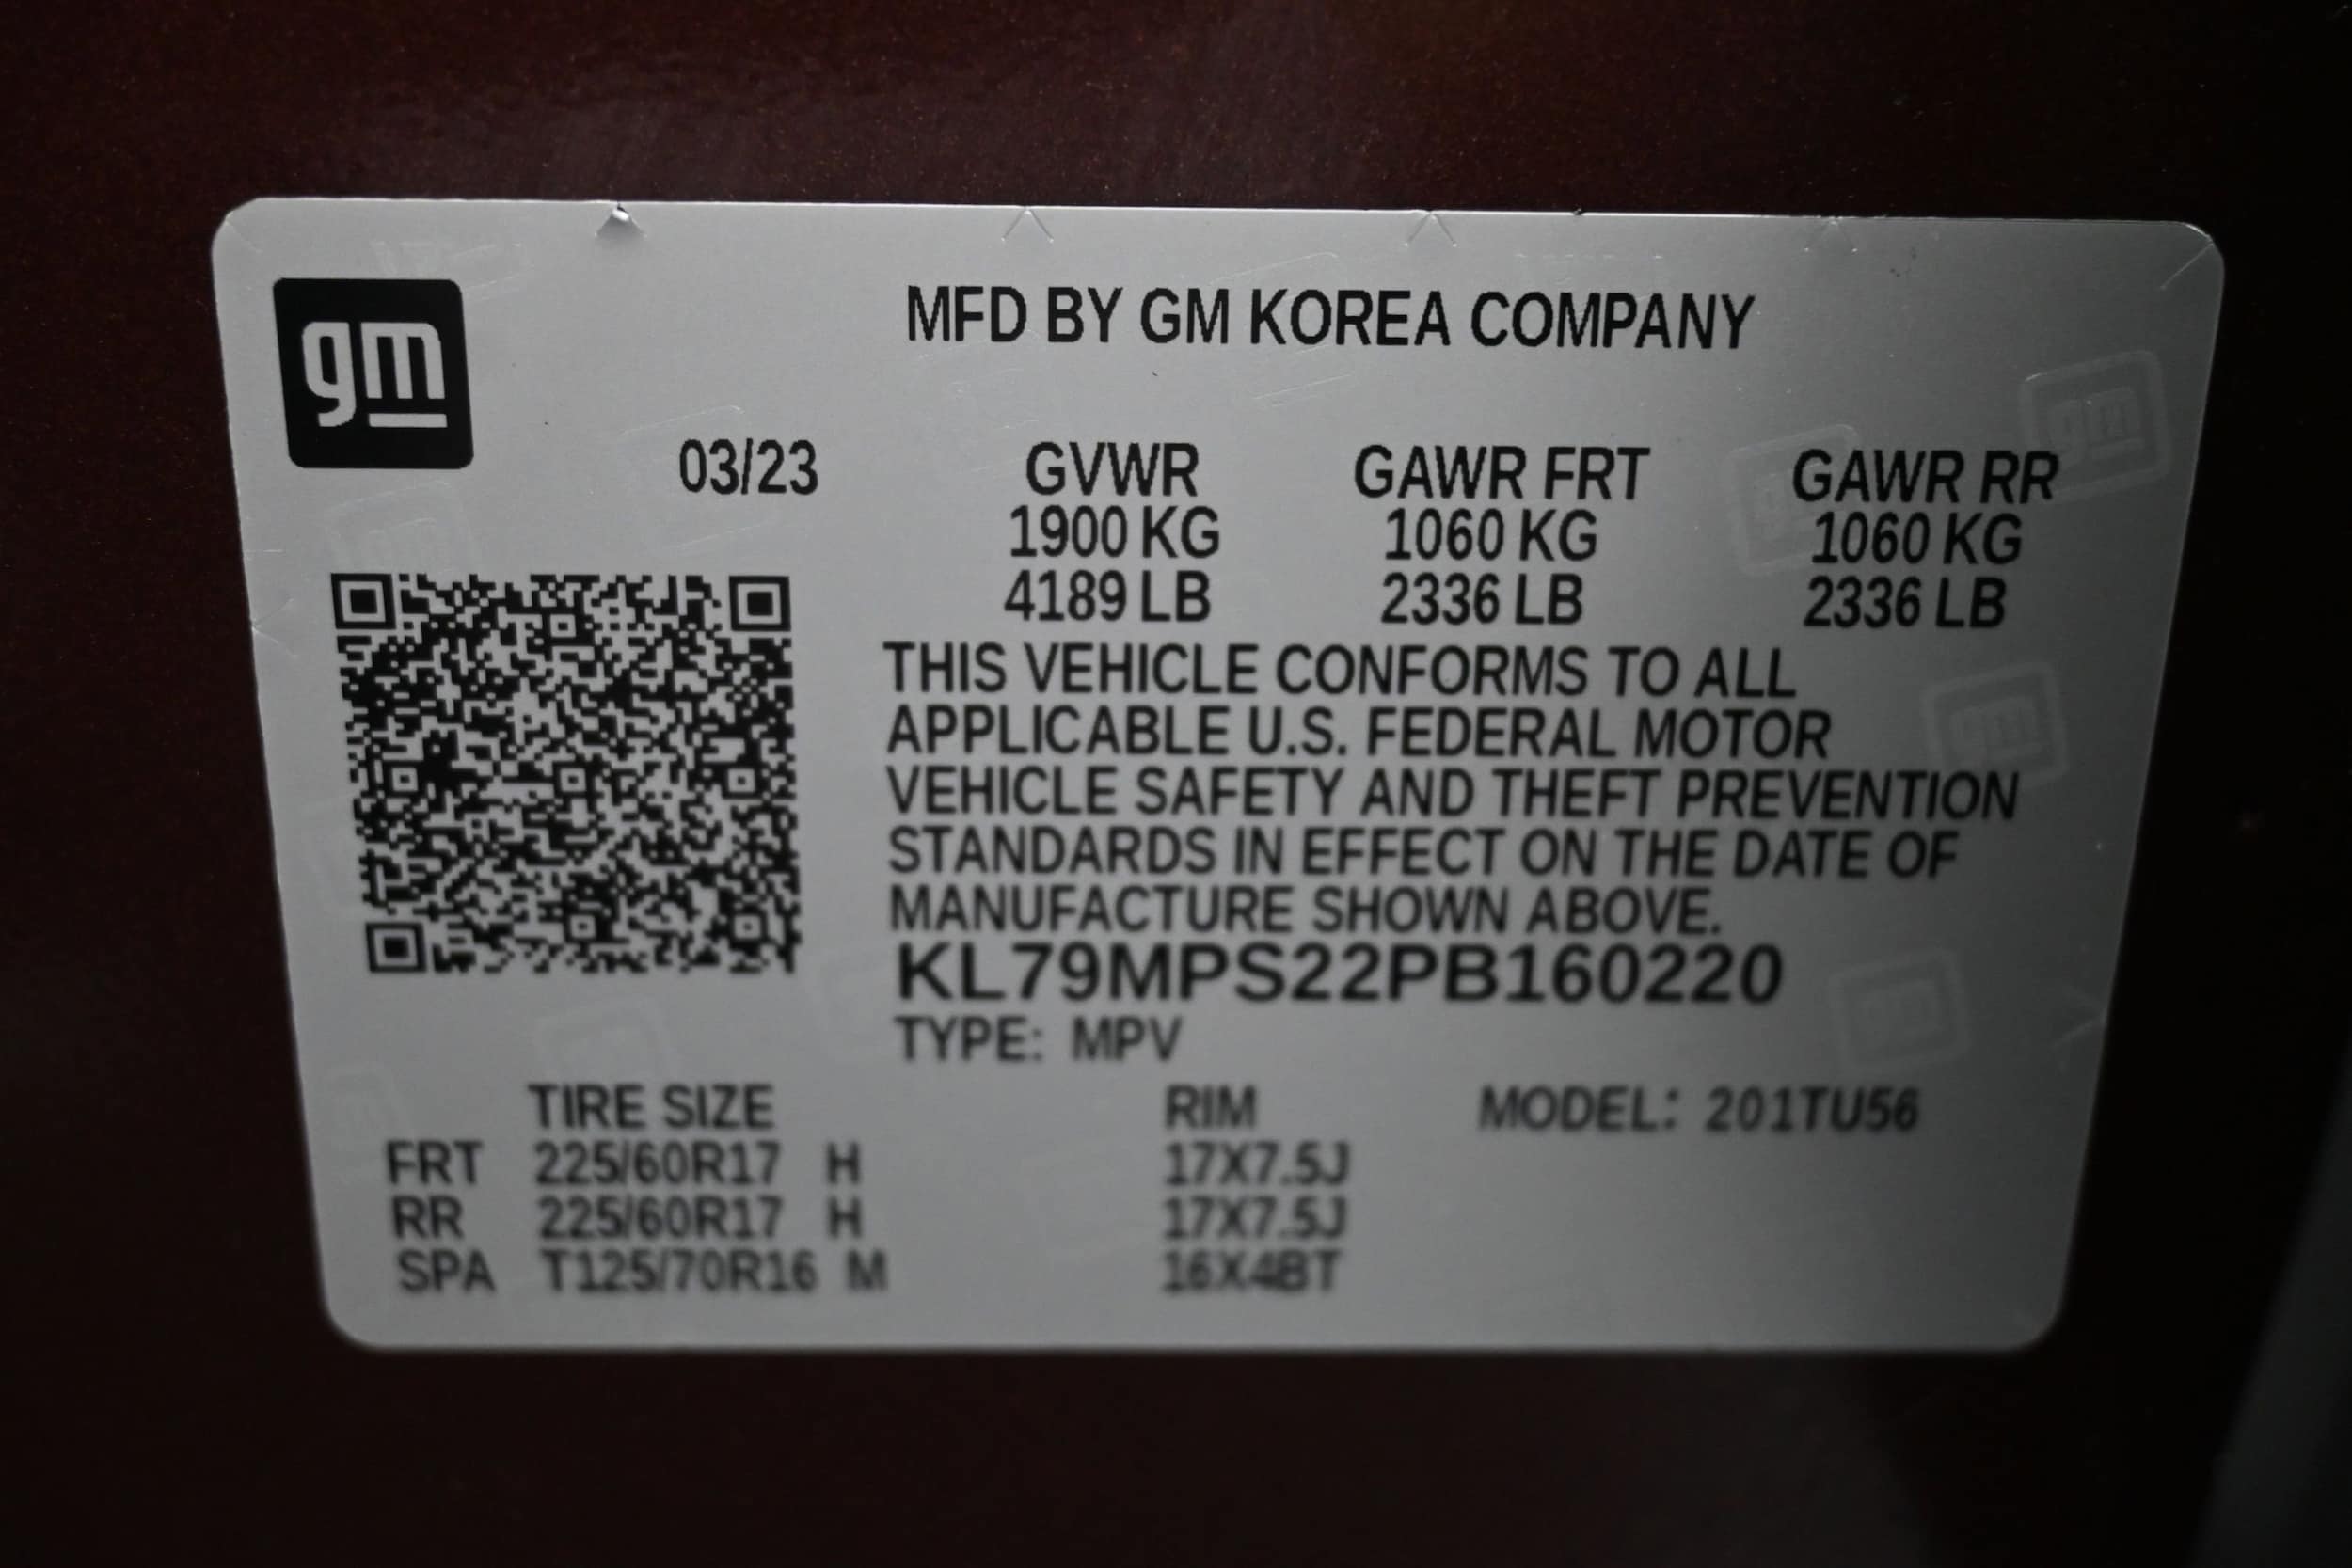 gm
MFD BY GM KOREA COMPANY
03/23 GVWR GAWR FRT GAWR RR
1900 KG 1060 KG 1060 KG
4189 LB 2336 LB 2336 LB
THIS VEHICLE CONFORMS TO ALL
APPLICABLE U.S. FEDERAL MOTOR
VEHICLE SAFETY AND THEFT PREVENTION
STANDARDS IN EFFECT ON THE DATE OF
MANUFACTURE SHOWN ABOVE.
KL79MPS22PB160220
TYPE: MPV
TIRE SIZE RIM MODEL: 201TU56
FRT 225/60R17 H 17X7.5J
RR 225/60R17 H 17X7.5J
SPA T125/70R16 M 16X4BT